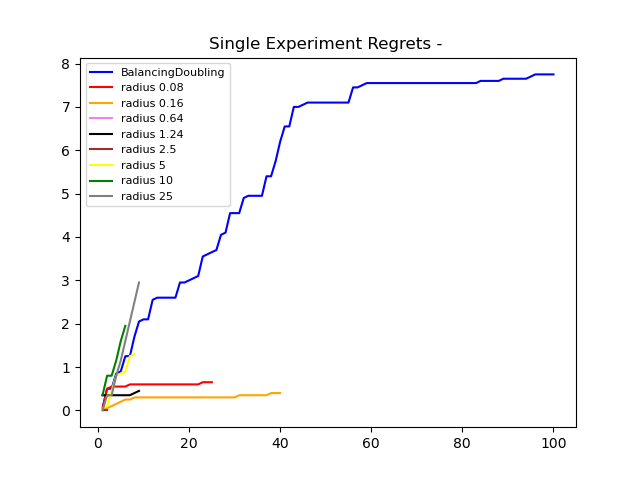 Single Experiment Regrets -
8
7
6
5
4
3
2
1
0
BalancingDoubling
radius 0.08
radius 0.16
radius 0.64
radius 1.24
radius 2.5
radius 5
radius 10
radius 25
0 20 40 60 80 100